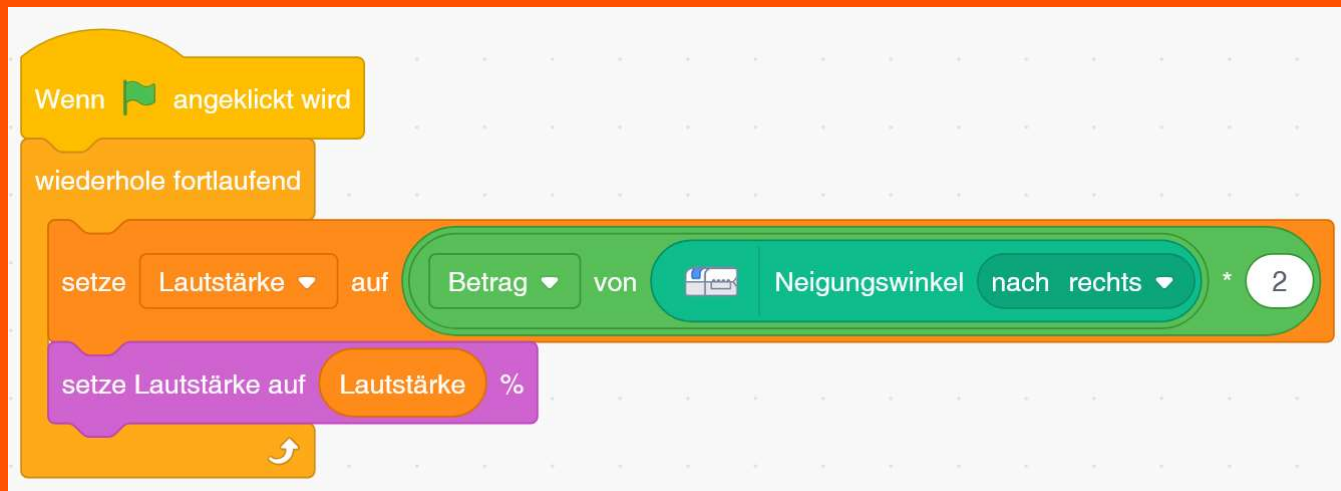 Wenn angeklickt wird
wiederhole fortlaufend
setze Lautstärke auf Betrag von Neigungswinkel nach rechts * 2
setze Lautstärke auf Lautstärke %